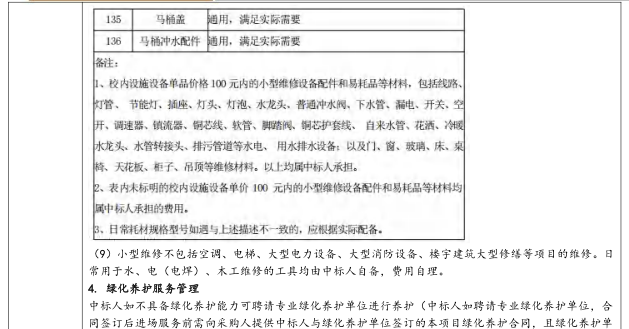 135 马桶盖 通用，满足实际需要
136 马桶冲水配件 通用，满足实际需要
备注：
1、校内设施设备单品价格 100 元内的小型维修设备配件和易耗品等材料，包括线路、
灯管、 节能灯、插座、灯头、灯泡、水龙头、普通冲水阀、下水管、漏电、开关、空
开、调速器、镇流器、铜芯线、软管、脚踏阀、铜芯护套线、 自来水管、花洒、冷暖
水龙头、水管转接头、排污管道等水电、 用水排水设备；以及门、窗、玻璃、床、桌
椅、天花板、柜子、吊顶等维修材料。以上均属中标人承担。
2、表内未标明的校内设施设备单价 100 元内的小型维修设备配件和易耗品等材料均
属中标人承担的费用。
3、日常耗材规格型号如遇与上述描述不一致的，应根据实际配备。
（9）小型维修不包括空调、电梯、大型电力设备、大型消防设备、楼宇建筑大型修缮等项目的维修。日
常用于水、电（电焊）、木工维修的工具均由中标人自备，费用自理。
4. 绿化养护服务管理
中标人如不具备绿化养护能力可聘请专业绿化养护单位进行养护（中标人如聘请专业绿化养护单位，合
同签订后进场服务前需向采购人提供中标人与绿化养护单位签订的本项目绿化养护合同，且绿化养护单